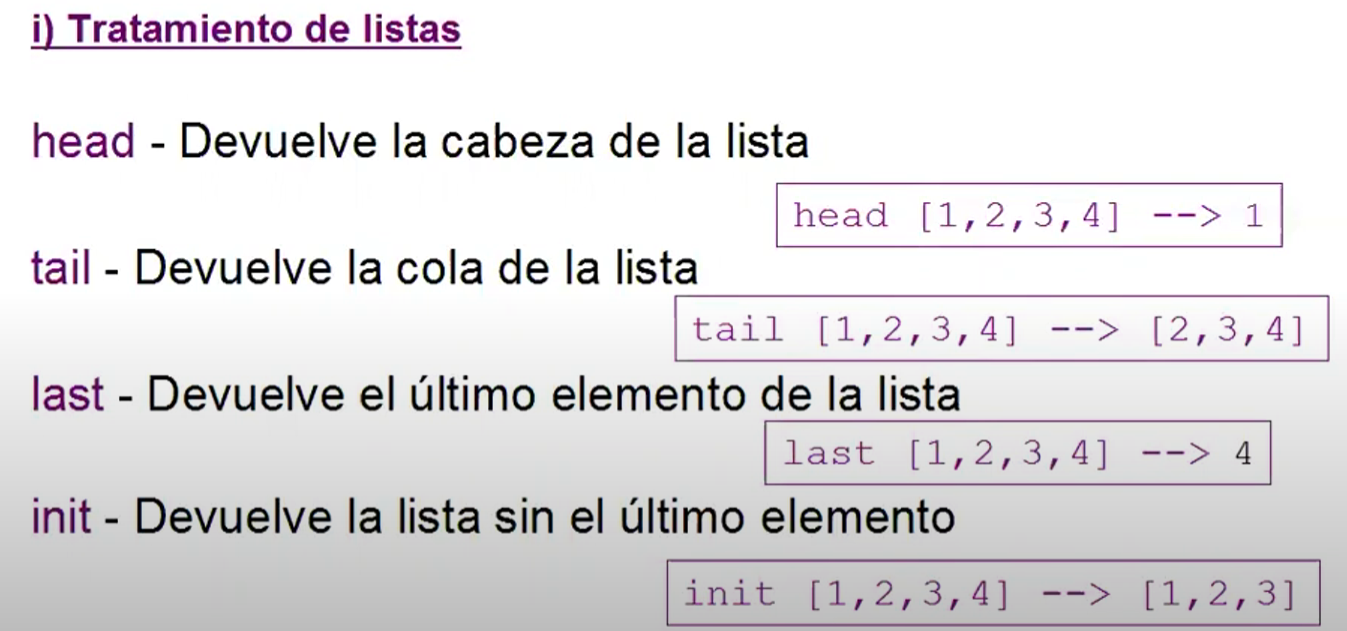 i) Tratamiento de listas
head - Devuelve la cabeza de la lista
head [1,2,3,4] --> 1
tail - Devuelve la cola de la lista
tail [1,2,3,4] --> [2,3,4]
last - Devuelve el último elemento de la lista
last [1,2,3,4] --> 4
init - Devuelve la lista sin el último elemento
init [1,2,3,4] --> [1,2,3]